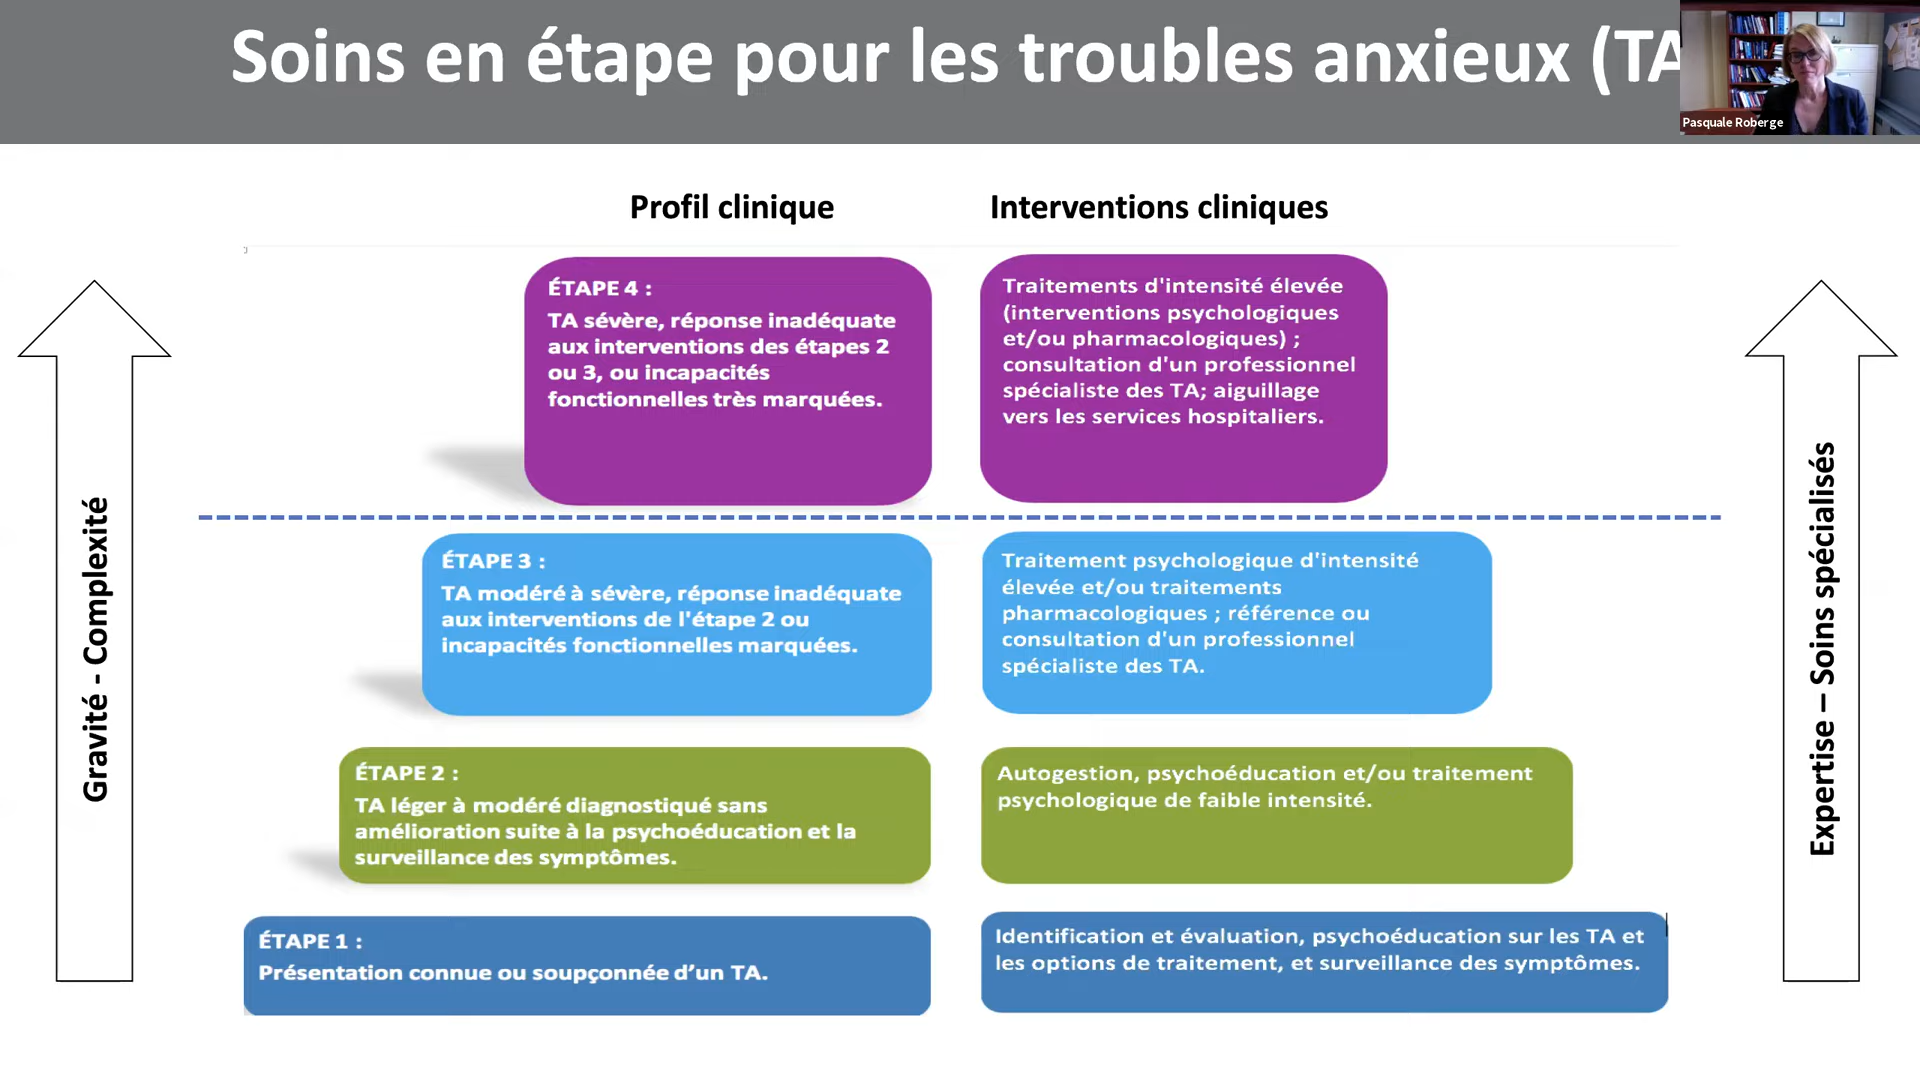 Soins en étape pour les troubles anxieux (TA
Pasquale Roberge
Profil clinique
Interventions cliniques
ÉTAPE 4 :
TA sévère, réponse inadéquate
aux interventions des étapes 2
ou 3, ou incapacités
fonctionnelles très marquées.
Traitements d'intensité élevée
(interventions psychologiques
et/ou pharmacologiques) ;
consultation d'un professionnel
spécialiste des TA; aiguillage
vers les services hospitaliers.
ÉTAPE 3 :
TA modéré à sévère, réponse inadéquate
aux interventions de l'étape 2 ou
incapacités fonctionnelles marquées.
Traitement psychologique d'intensité
élevée et/ou traitements
pharmacologiques ; référence ou
consultation d'un professionnel
spécialiste des TA.
ÉTAPE 2 :
TA léger à modéré diagnostiqué sans
amélioration suite à la psychoéducation et la
surveillance des symptômes.
Autogestion, psychoéducation et/ou traitement
psychologique de faible intensité.
ÉTAPE 1 :
Présentation connue ou soupçonnée d’un TA.
Identification et évaluation, psychoéducation sur les TA et
les options de traitement, et surveillance des symptômes.
Gravité - Complexité
Expertise – Soins spécialisés